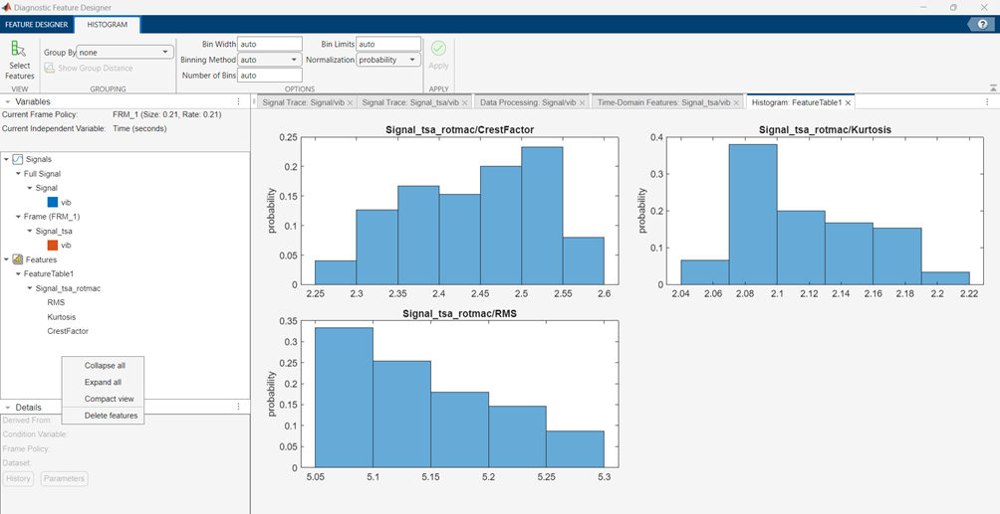 Diagnostic Feature Designer
FEATURE DESIGNER
HISTOGRAM
Select
Features
VIEW
Group By none
Show Group Distance
GROUPING
Bin Width auto
Bin Limits auto
Binning Method auto
Normalization probability
Number of Bins auto
OPTIONS
Apply
APPLY
Variables
Current Frame Policy: FRM_1 (Size: 0.21, Rate: 0.21)
Current Independent Variable: Time (seconds)
Signals
Full Signal
Signal
vib
Frame (FRM_1)
Signal_tsa
vib
Features
FeatureTable1
Signal_tsa_rotmac
RMS
Kurtosis
CrestFactor
Collapse all
Expand all
Compact view
Delete features
Details
Derived From:
Condition Variable:
Frame Policy:
Dataset:
History Parameters
Signal Trace: Signal/vib
Signal Trace: Signal_tsa/vib
Data Processing: Signal/vib
Time-Domain Features: Signal_tsa/vib
Histogram: FeatureTable1
Signal_tsa_rotmac/CrestFactor
probability
0.25
0.2
0.15
0.1
0.05
0
2.25 2.3 2.35 2.4 2.45 2.5 2.55 2.6
Signal_tsa_rotmac/Kurtosis
probability
0.4
0.3
0.2
0.1
0
2.04 2.06 2.08 2.1 2.12 2.14 2.16 2.18 2.2 2.22
Signal_tsa_rotmac/RMS
probability
0.35
0.3
0.25
0.2
0.15
0.1
0.05
0
5.05 5.1 5.15 5.2 5.25 5.3